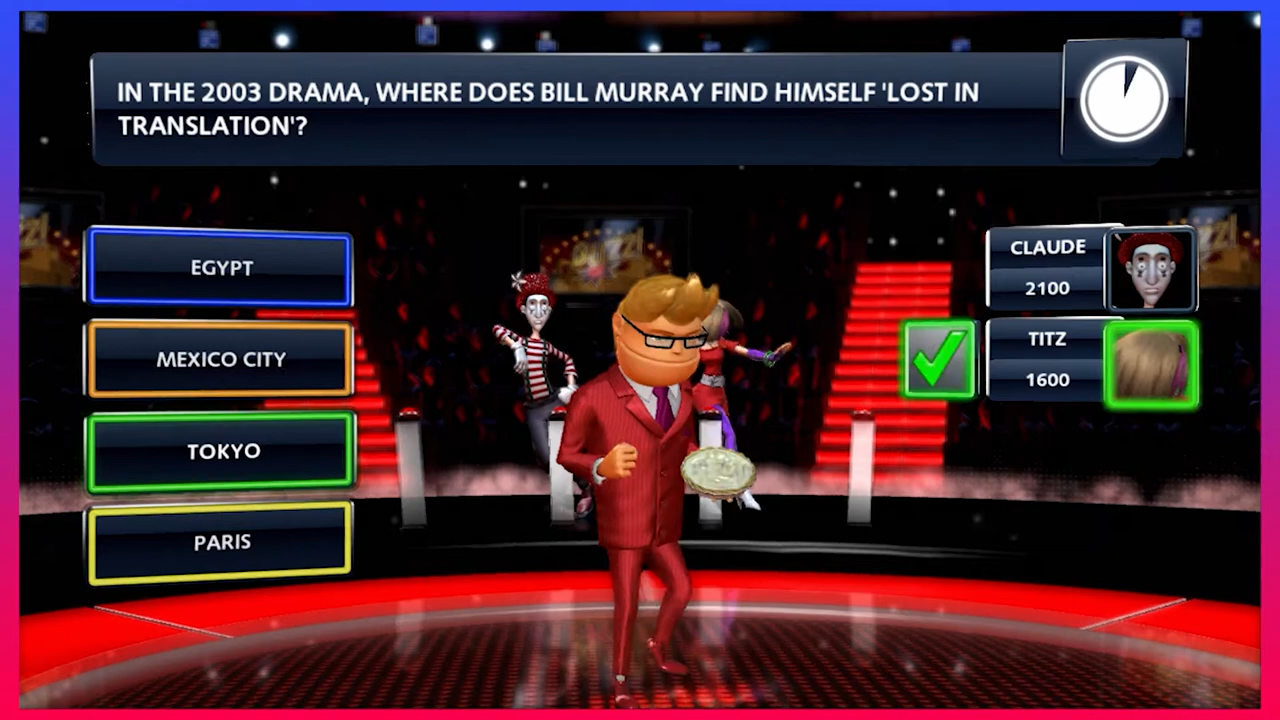 IN THE 2003 DRAMA, WHERE DOES BILL MURRAY FIND HIMSELF 'LOST IN
TRANSLATION'?
EGYPT
MEXICO CITY
TOKYO
PARIS
CLAUDE
2100
TITZ
1600